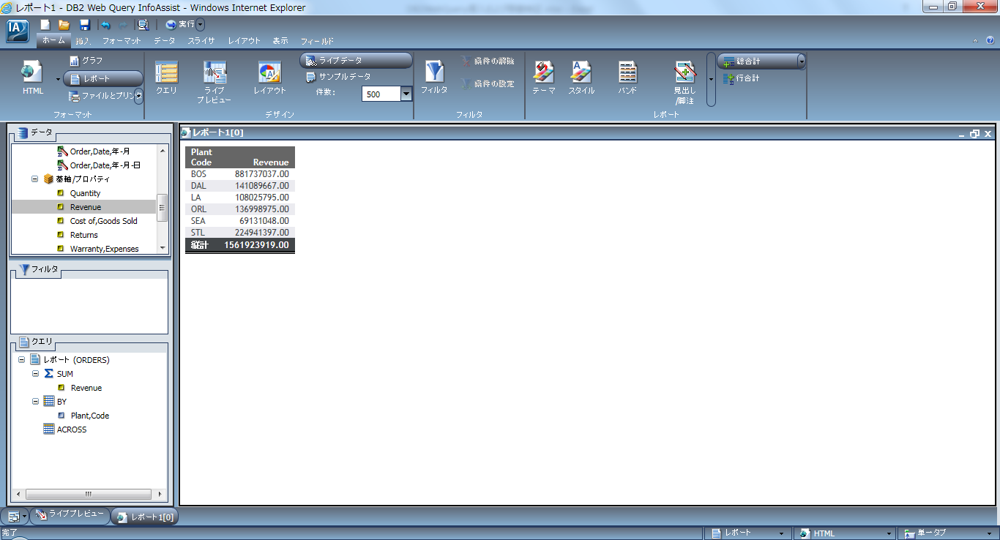 レポート1 - DB2 Web Query InfoAssist - Windows Internet Explorer
IA
実行
ホーム 挿入 フォーマット データ スライサ レイアウト 表示 フィールド
HTML
グラフ
レポート
ファイルとプリン
フォーマット
クエリ
ライブ
プレビュー
レイアウト
ライブデータ
サンプルデータ
件数: 500
デザイン
フィルタ
条件の解除
条件の設定
フィルタ
テーマ
スタイル
バンド
見出し
/脚注
総合計
行合計
レポート
データ
Order,Date,年-月
Order,Date,年-月-日
基軸/プロパティ
Quantity
Revenue
Cost of,Goods Sold
Returns
Warranty,Expenses
フィルタ
クエリ
レポート (ORDERS)
SUM
Revenue
BY
Plant,Code
ACROSS
レポート1[0]
Plant
Code Revenue
BOS 881737037.00
DAL 141089667.00
LA 108025795.00
ORL 136998975.00
SEA 69131048.00
STL 224941397.00
縦計 1561923919.00
ライブプレビュー
レポート1[0]
完了
レポート
HTML
単一タブ